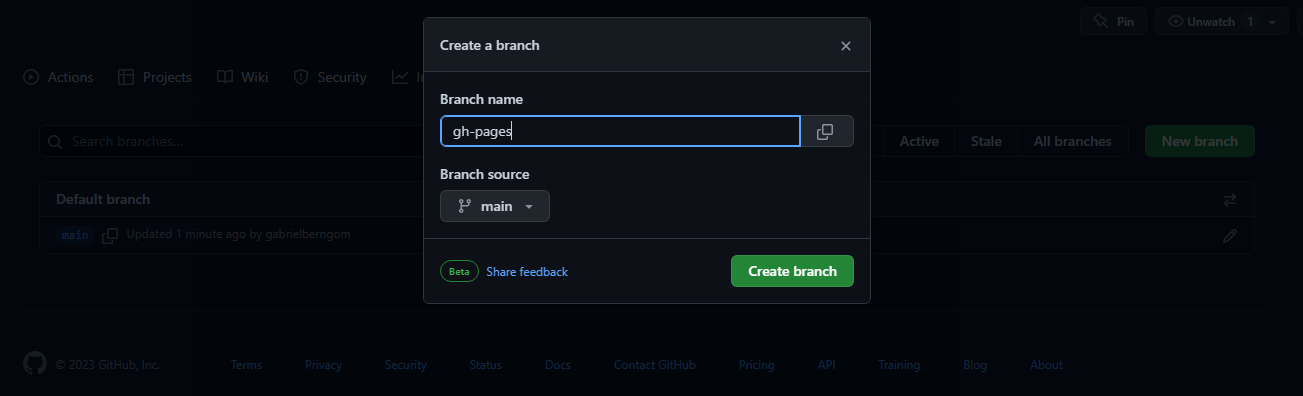 Pin
Unwatch 1
Create a branch
Actions
Projects
Wiki
Security
Branch name
gh-pages
Search branches...
Active
Stale
All branches
New branch
Branch source
main
Default branch
main
Updated 1 minute ago by gabrielberngom
Beta
Share feedback
Create branch
© 2023 GitHub, Inc.
Terms
Privacy
Security
Status
Docs
Contact GitHub
Pricing
API
Training
Blog
About